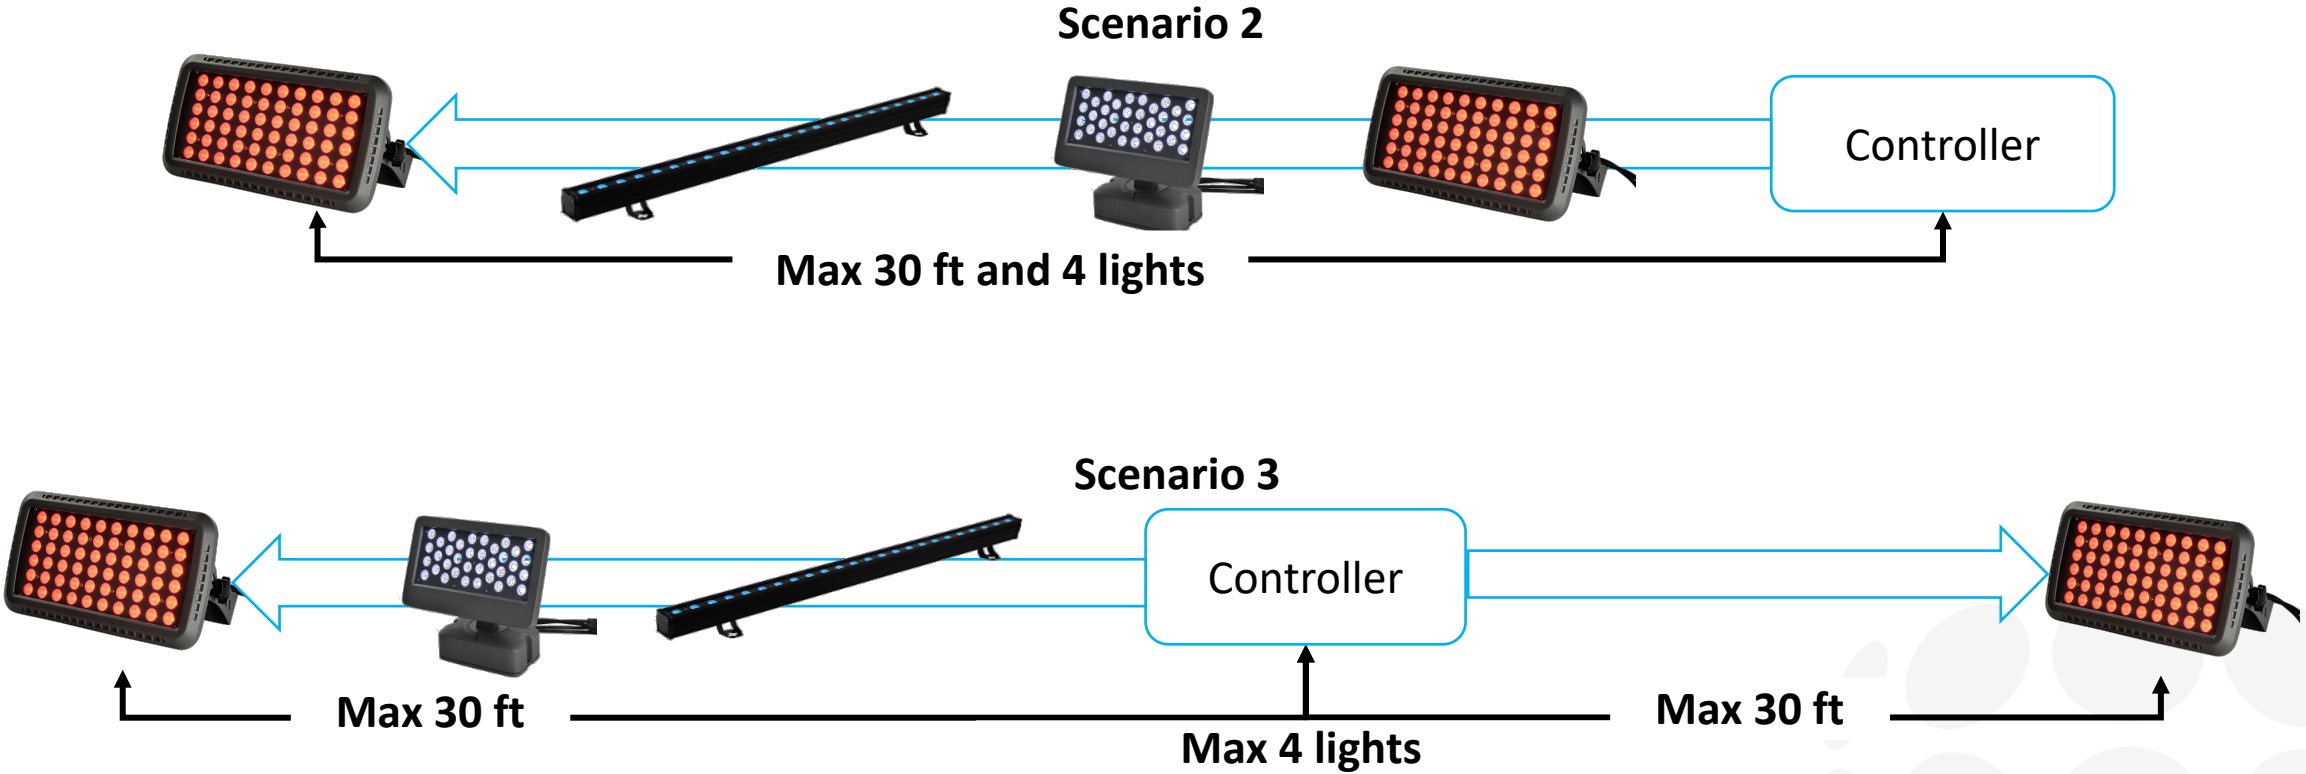 Scenario 2
Controller
Max 30 ft and 4 lights
Scenario 3
Controller
Max 30 ft
Max 30 ft
Max 4 lights